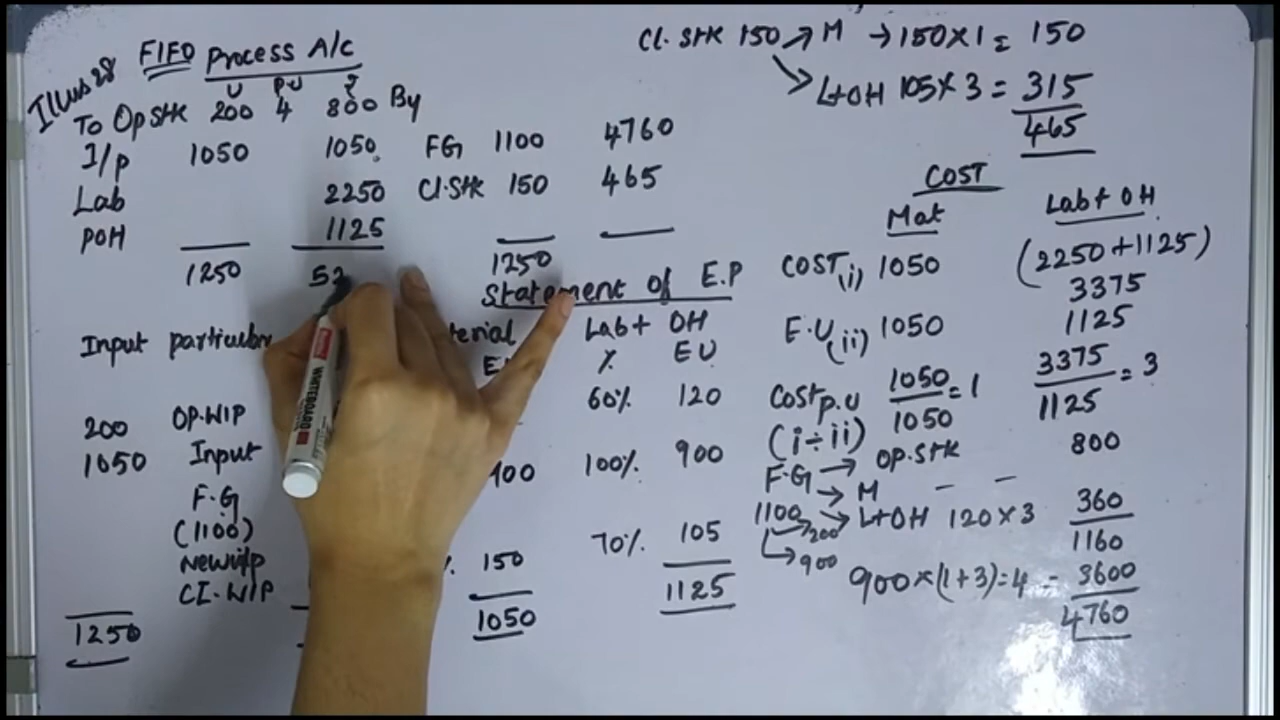 Illus 28
FIFO Process A/c
U P.U ₹
To Op Stk 200 4 800 By
I/p 1050 1050 FG 1100 4760
Lab 2250 Cl.Stk 150 465
POH 1125
1250 52 1250
Cl. Stk 150 → M → 150×1 = 150
→ L+OH 105×3 = 315
465
COST
Mat Lab+OH
COST (i) 1050 (2250+1125)
3375
E.U (ii) 1050 1125
Cost p.u 1050/1050 = 1 3375/1125 = 3
(i÷ii)
F.G → OP.Stk 800
→ M – –
1100 → 200 → L+OH 120×3 360
1160
→ 900 900×(1+3)=4 – 3600
4760
Statement of E.P
Input particular terial Lab+OH
% EU
200 OP.WIP 60% 120
1050 Input
F.G
(1100)
New i/p 100% 900
Cl.WIP % 150 70% 105
1250 1050 1125
WHITEBOARD